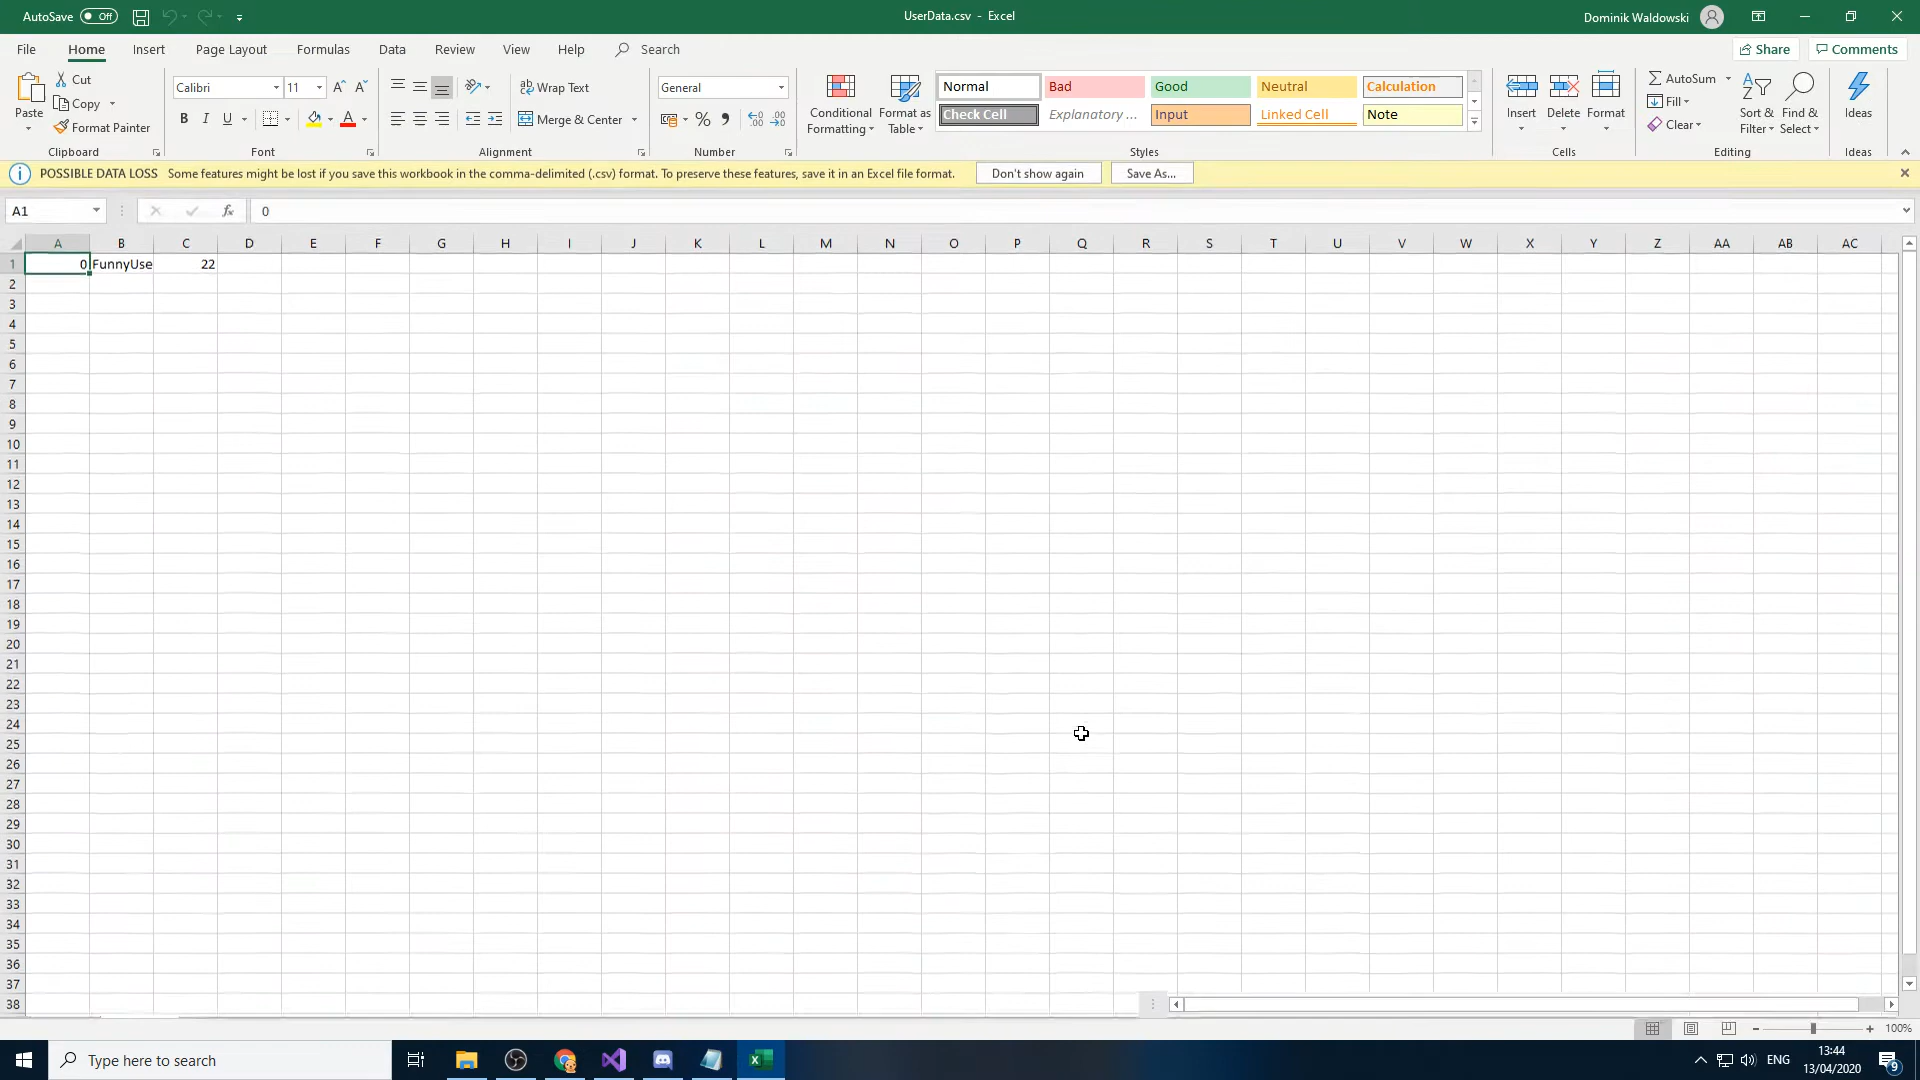 AutoSave Off UserData.csv - Excel Dominik Waldowski
File Home Insert Page Layout Formulas Data Review View Help Search Share Comments
Paste Cut Copy Format Painter
Calibri 11 A A B I U A
Wrap Text Merge & Center
General % ,
Conditional Formatting Format as Table
Normal Bad Good Neutral Calculation
Check Cell Explanatory ... Input Linked Cell Note
Insert Delete Format
AutoSum Fill Clear Sort & Filter Find & Select Ideas
Clipboard Font Alignment Number Styles Cells Editing Ideas
POSSIBLE DATA LOSS Some features might be lost if you save this workbook in the comma-delimited (.csv) format. To preserve these features, save it in an Excel file format. Don't show again Save As...
A1 fx 0
A B C D E F G H I J K L M N O P Q R S T U V W X Y Z AA AB AC
1 0 FunnyUse 22
2
3
4
5
6
7
8
9
10
11
12
13
14
15
16
17
18
19
20
21
22
23
24
25
26
27
28
29
30
31
32
33
34
35
36
37
38
100%
Type here to search ENG 13:44
13/04/2020 9